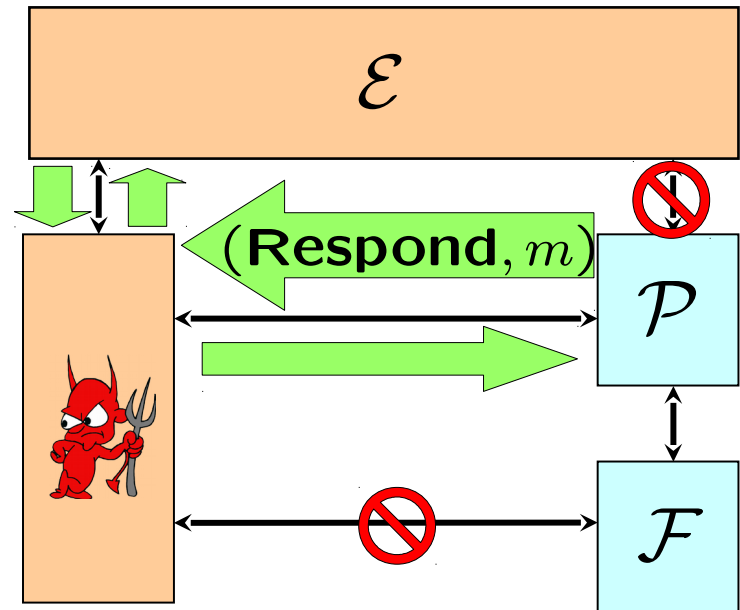 ℰ
(Respond, m)
𝒫
ℱ